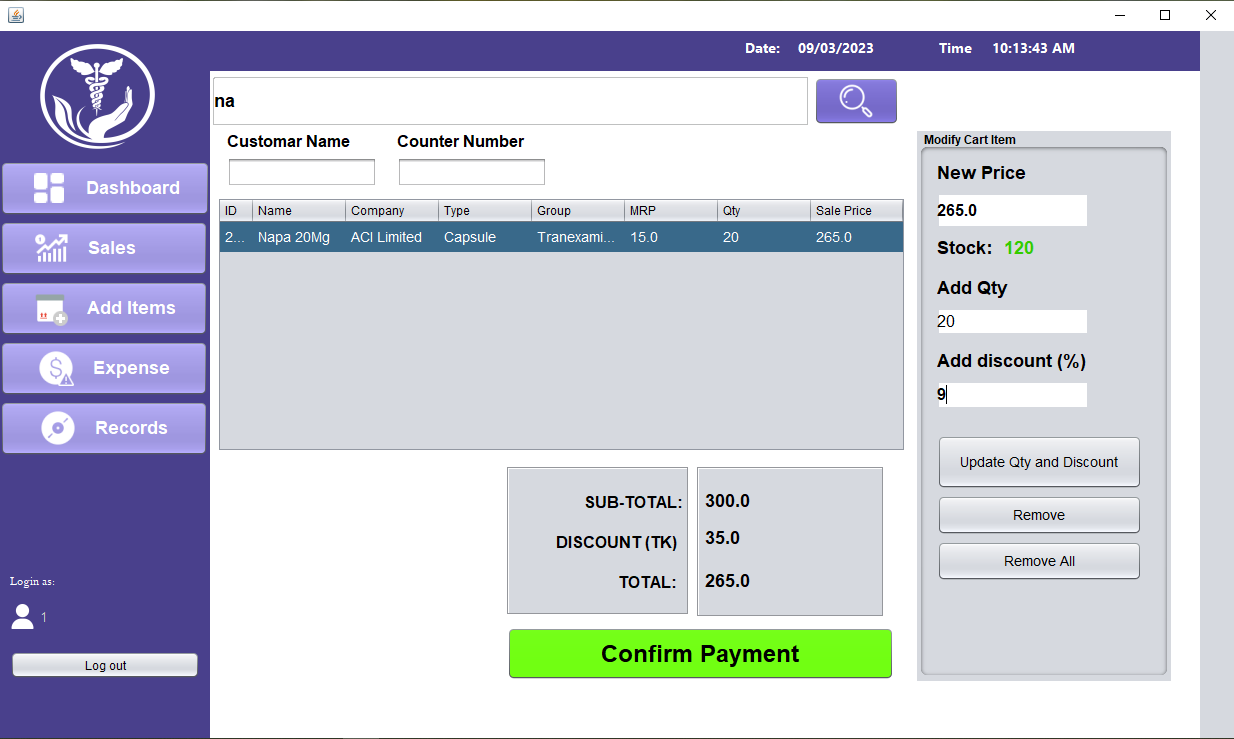 Date: 09/03/2023 Time 10:13:43 AM
na
Customar Name Counter Number
Dashboard
Sales
Add Items
Expense
Records
Login as:
1
Log out
ID Name Company Type Group MRP Qty Sale Price
2... Napa 20Mg ACI Limited Capsule Tranexami... 15.0 20 265.0
SUB-TOTAL: 300.0
DISCOUNT (TK) 35.0
TOTAL: 265.0
Confirm Payment
Modify Cart Item
New Price
265.0
Stock: 120
Add Qty
20
Add discount (%)
9
Update Qty and Discount
Remove
Remove All